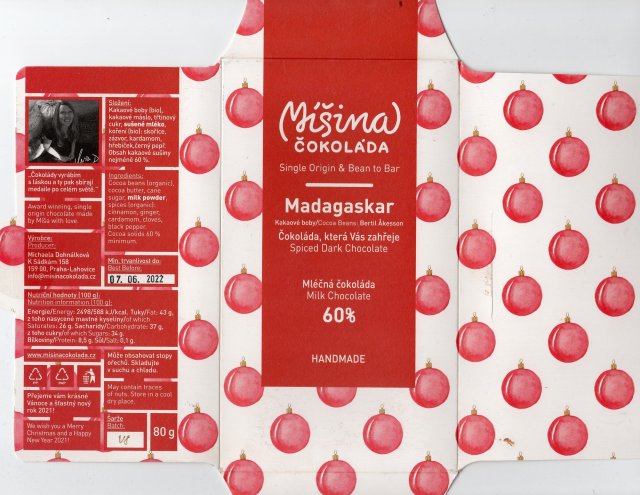 Složení:
Kakaové boby (bio),
kakaové máslo, třtinový
cukr, sušené mléko,
koření (bio): skořice,
zázvor, kardamom,
hřebíček,černý pepř.
Obsah kakaové sušiny
nejméně 60 %.
„Čokolády vyrábím
s láskou a ty pak sbírají
medaile po celém světě.“
Award winning, single
origin chocolate made
by Míša with love.
Ingredients:
Cocoa beans (organic),
cocoa butter, cane
sugar, milk powder,
spices (organic):
cinnamon, ginger,
cardamom, cloves,
black pepper.
Cocoa solids 60 %
minimum.
Výrobce:
Producer:
Michaela Dohnálková
K Sádkám 158
159 00, Praha-Lahovice
info@misinacokolada.cz
Min. trvanlivost do:
Best Before:
07. 06. 2022
Nutriční hodnoty (100 g):
Nutrition information (100 g):
Energie/Energy: 2498/588 kJ/kcal. Tuky/Fat: 43 g,
z toho nasycené mastné kyseliny/of which
Saturates: 26 g. Sacharidy/Carbohydrate: 37 g,
z toho cukry/of which Sugars: 34 g.
Bílkoviny/Protein: 8,5 g. Sůl/Salt: 0,1 g.
www.misinacokolada.cz
Může obsahovat stopy
ořechů. Skladujte
v suchu a chladu.
May contain traces
of nuts. Store in a cool
dry place.
Přejeme vám krásné
Vánoce a šťastný nový
rok 2021!
We wish you a Merry
Christmas and a Happy
New Year 2021!
Šarže
Batch:
80 g
Míšina
ČOKOLÁDA
Single Origin & Bean to Bar
Madagaskar
Kakaové boby/Cocoa Beans: Bertil Åkesson
Čokoláda, která Vás zahřeje
Spiced Dark Chocolate
Mléčná čokoláda
Milk Chocolate
60%
HANDMADE